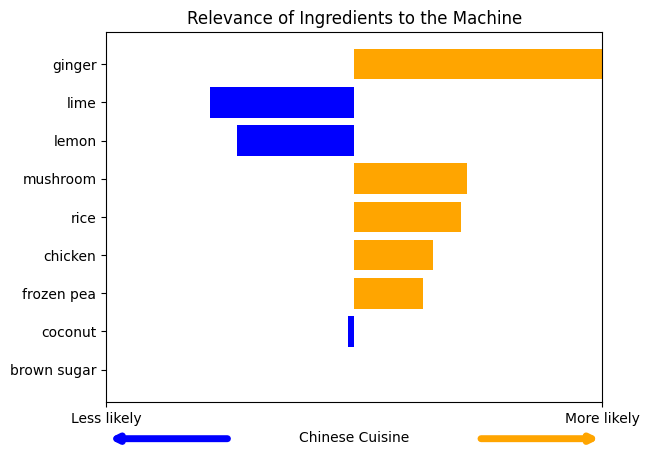 Relevance of Ingredients to the Machine
ginger
lime
lemon
mushroom
rice
chicken
frozen pea
coconut
brown sugar
Less likely
More likely
Chinese Cuisine